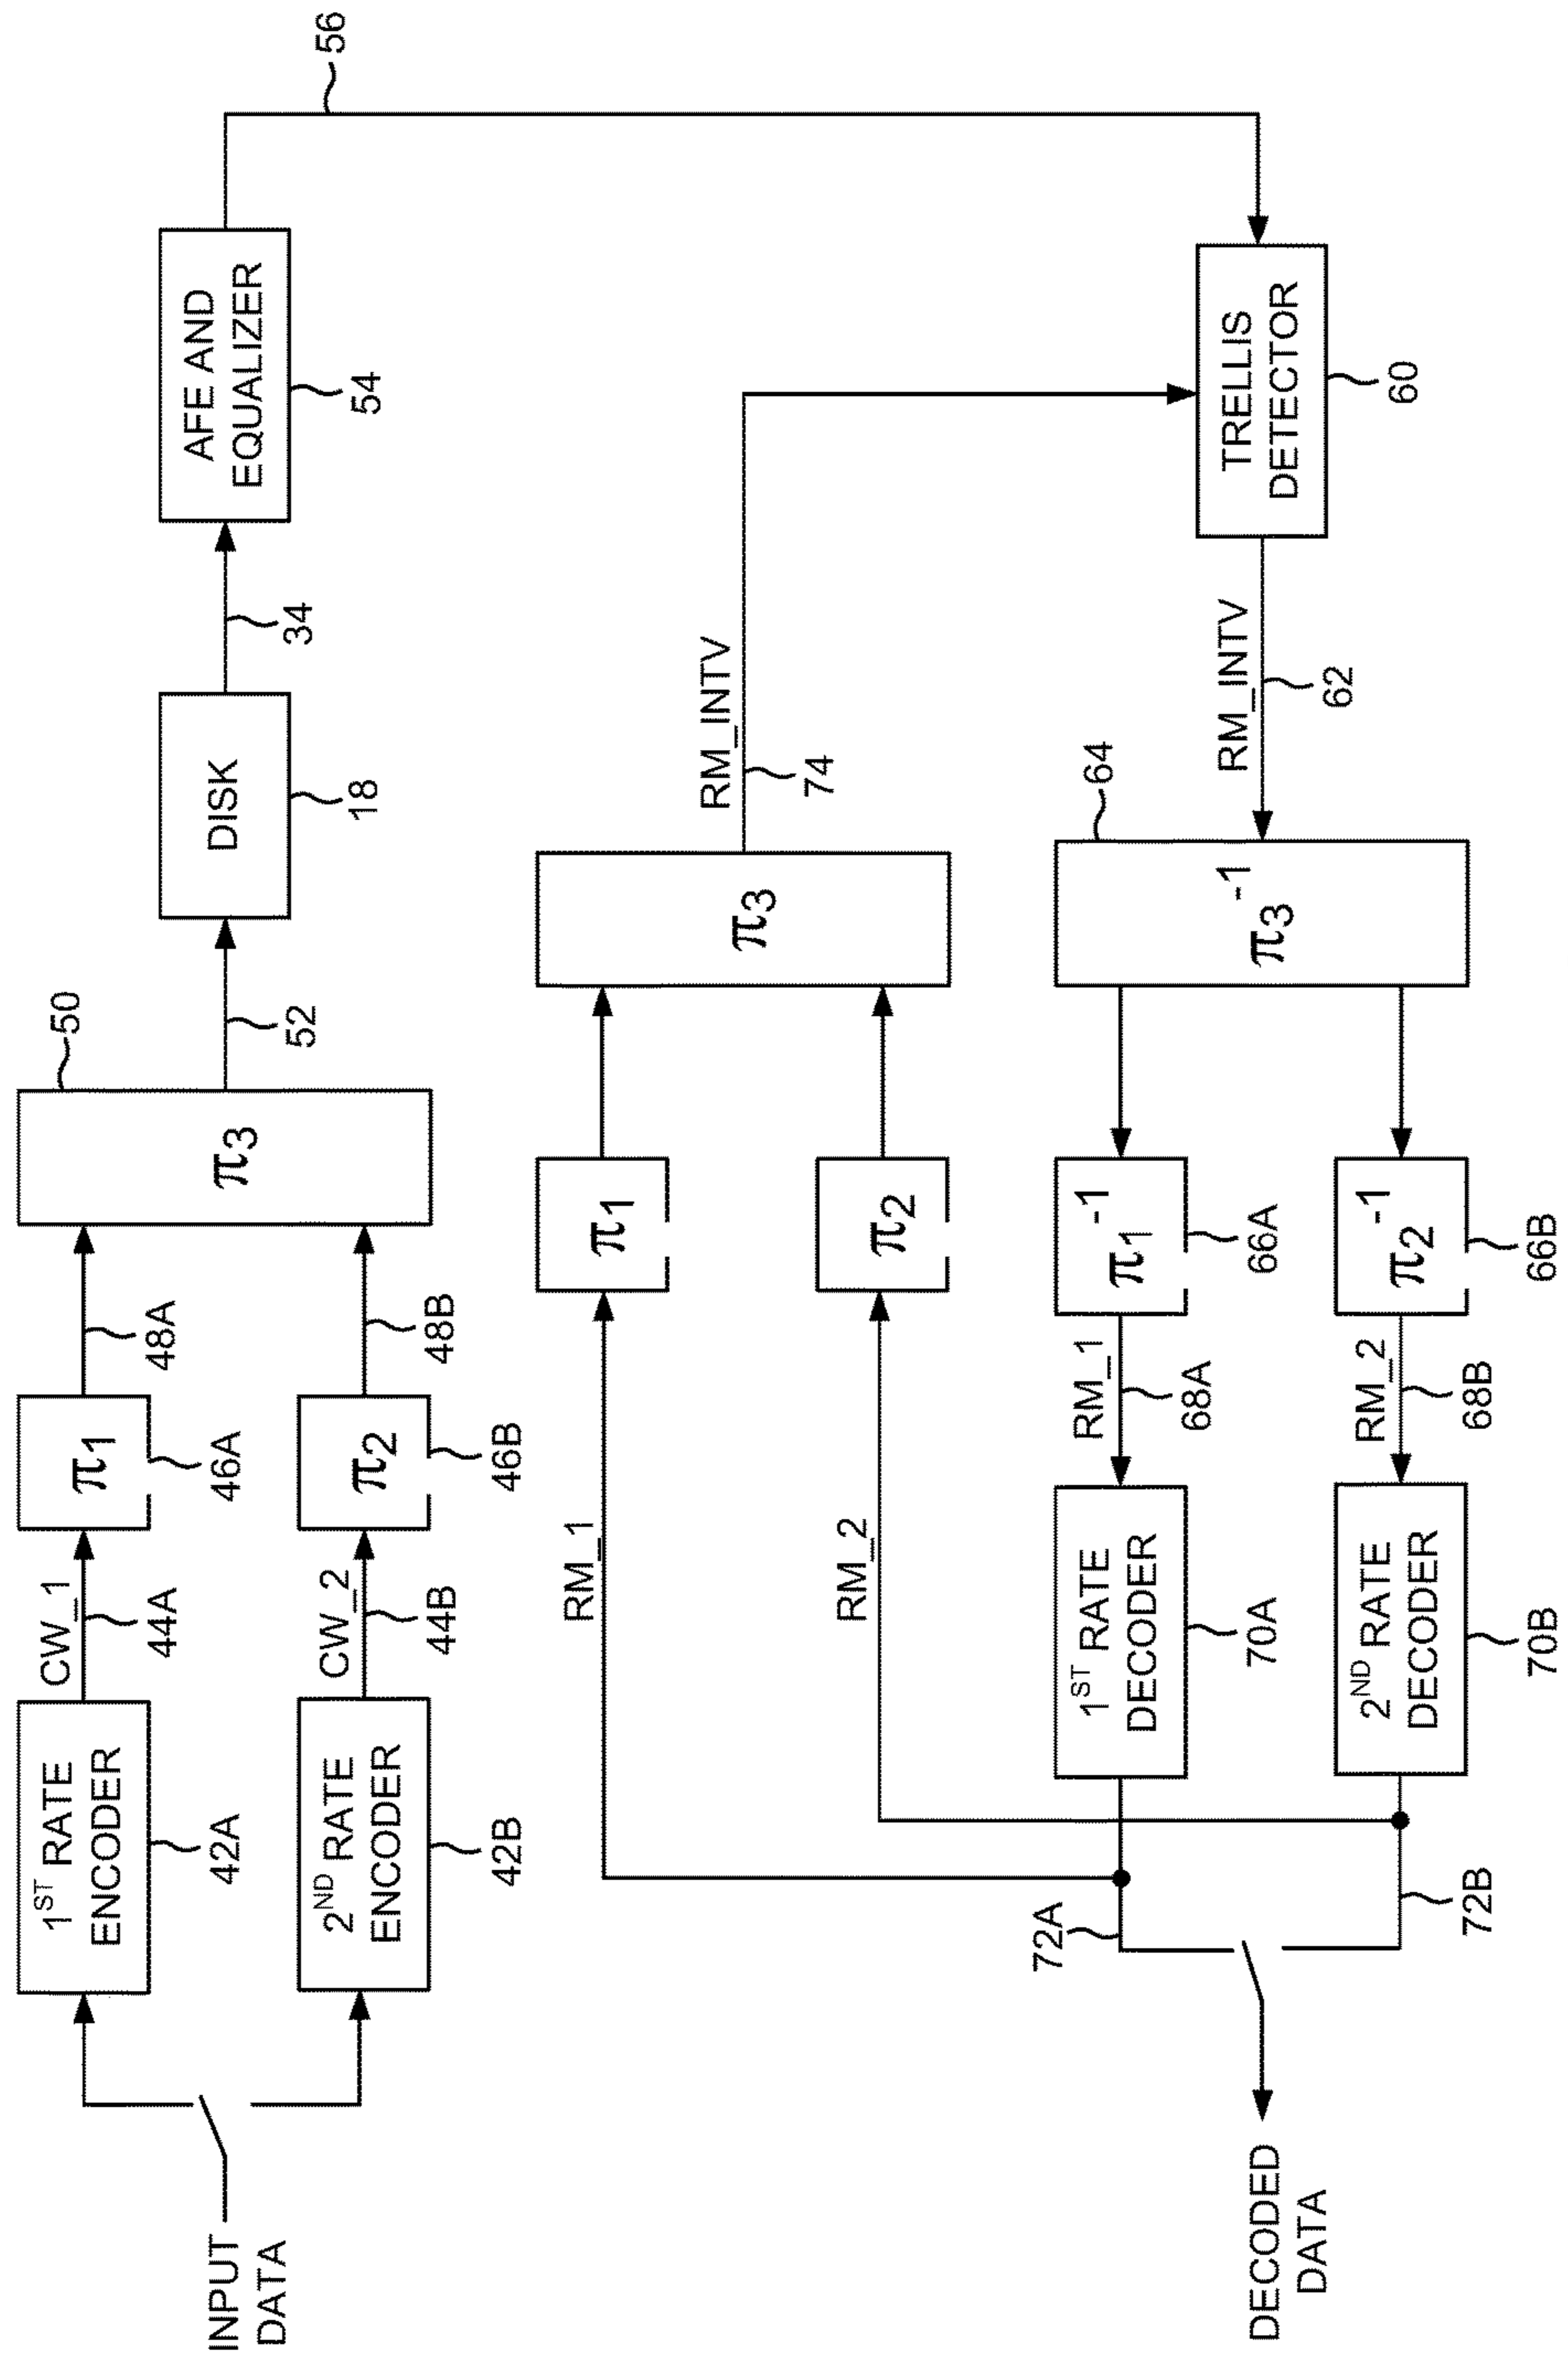 INPUT
DATA
1ST RATE
ENCODER
42A
CW_1
44A
π1
46A
48A
2ND RATE
ENCODER
42B
CW_2
44B
π2
46B
48B
π3
50
52
DISK
18
34
AFE AND
EQUALIZER
54
56
RM_1
π1
RM_2
π2
π3
RM_INTV
74
TRELLIS
DETECTOR
60
RM_INTV
62
π3-1
64
π1-1
66A
RM_1
68A
1ST RATE
DECODER
70A
72A
π2-1
66B
RM_2
68B
2ND RATE
DECODER
70B
72B
DECODED
DATA